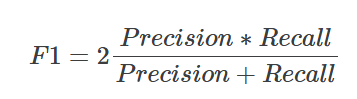 F1 = 2 Precision * Recall / Precision + Recall